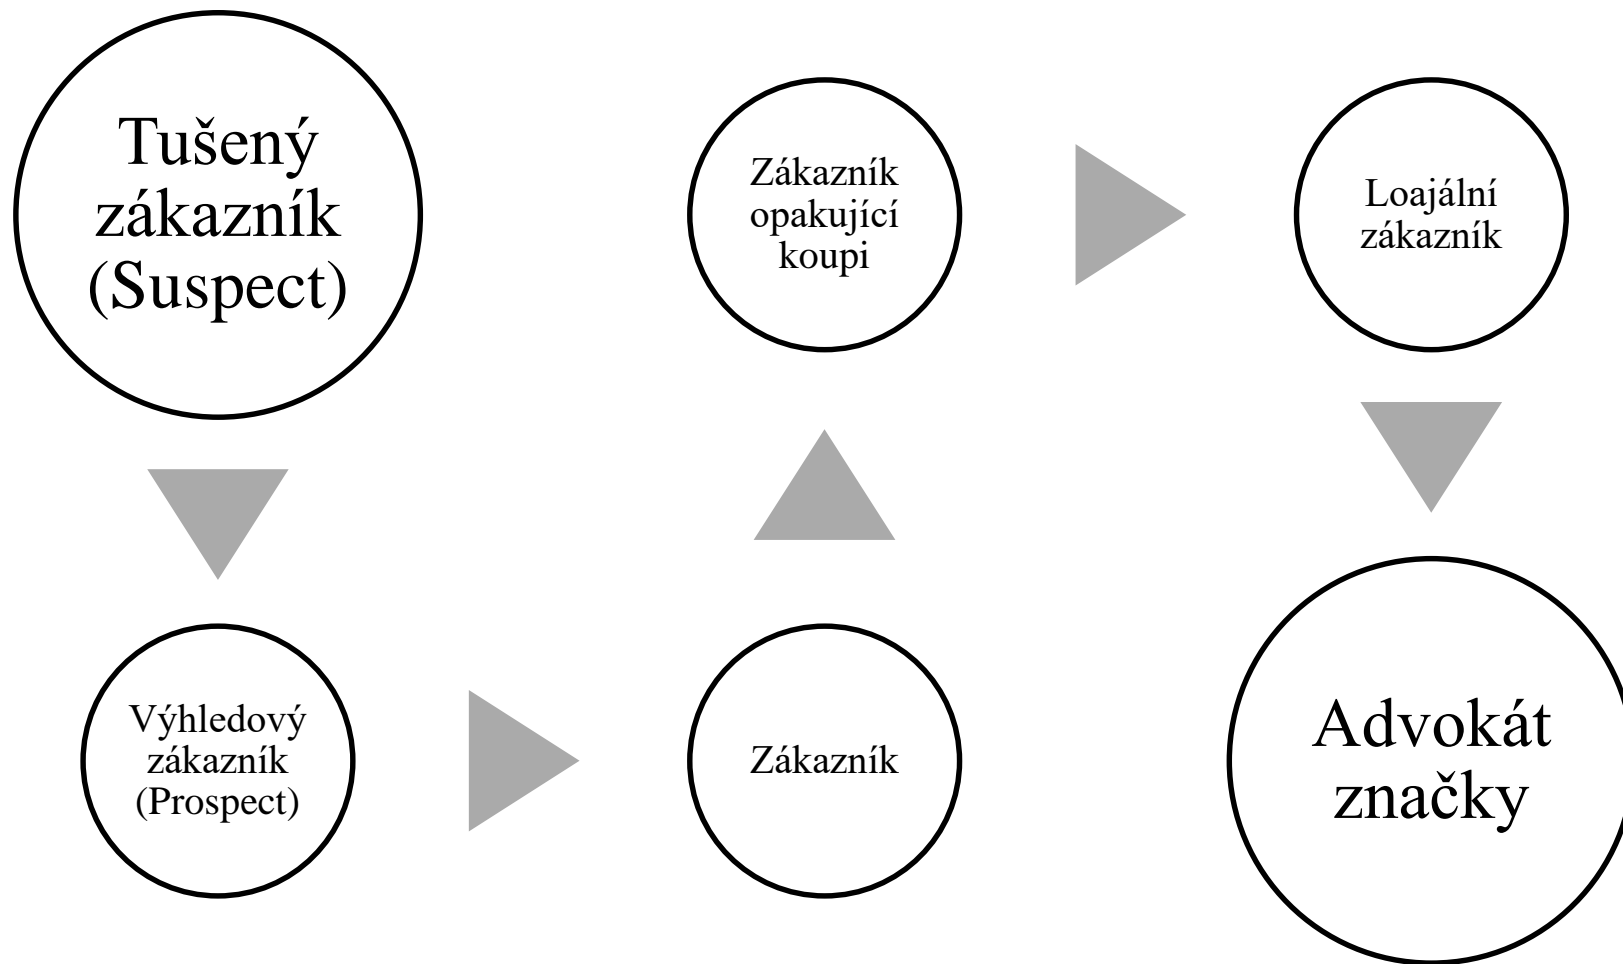 Tušený
zákazník
(Suspect)
Výhledový
zákazník
(Prospect)
Zákazník
Zákazník
opakující
koupi
Loajální
zákazník
Advokát
značky